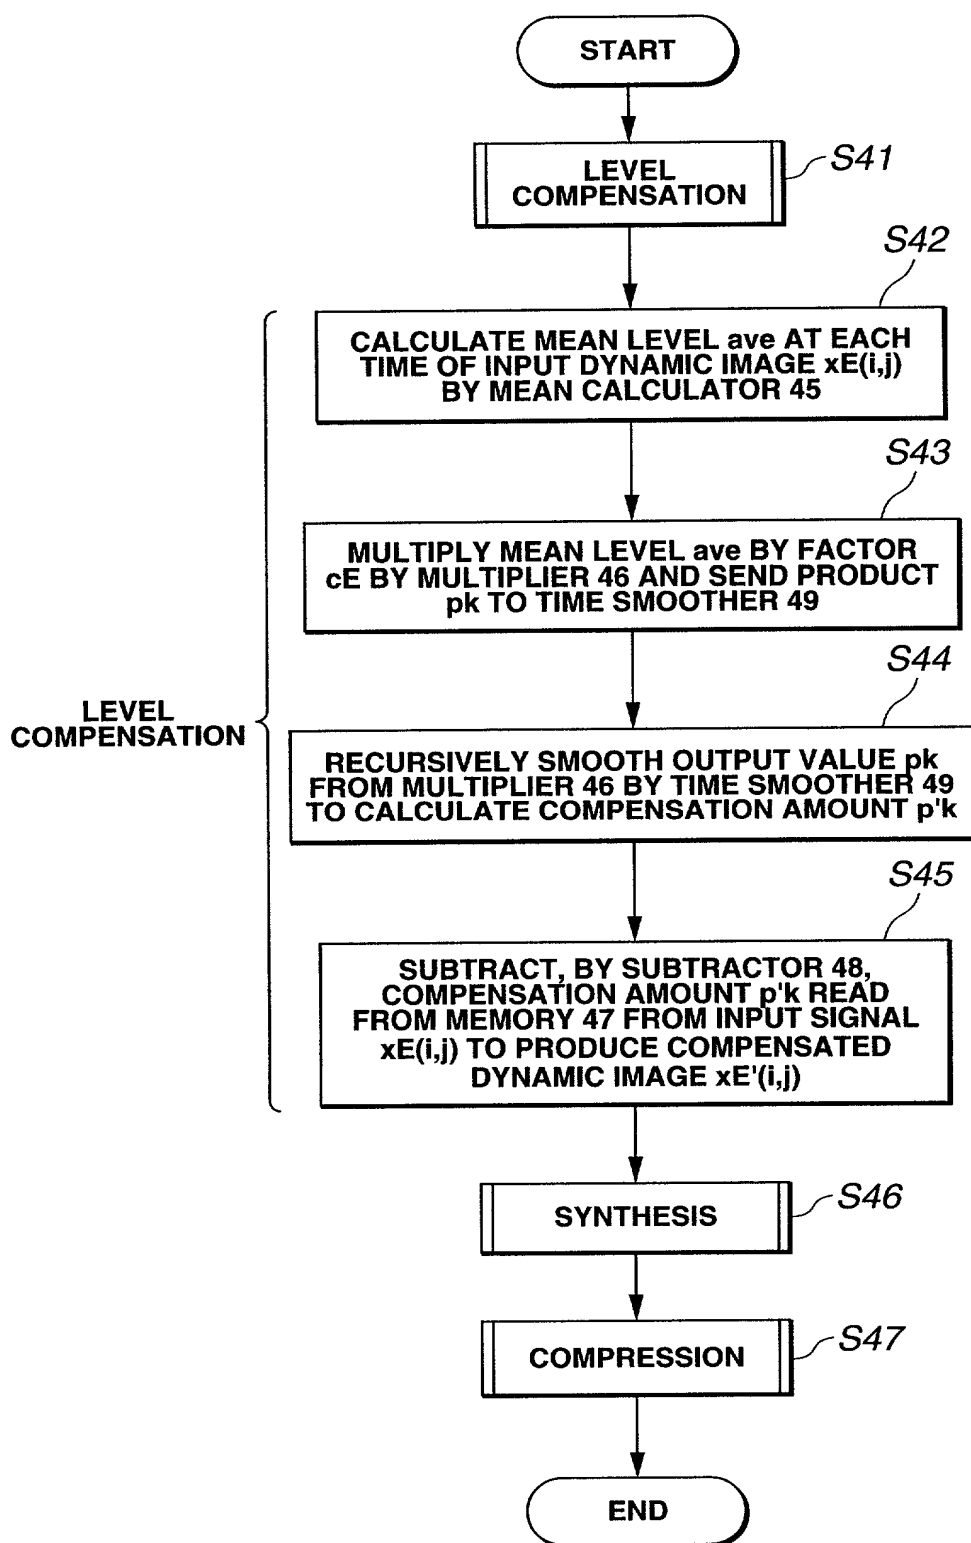 START
LEVEL
COMPENSATION
S41
S42
CALCULATE MEAN LEVEL ave AT EACH
TIME OF INPUT DYNAMIC IMAGE xE(i,j)
BY MEAN CALCULATOR 45
S43
MULTIPLY MEAN LEVEL ave BY FACTOR
cE BY MULTIPLIER 46 AND SEND PRODUCT
pk TO TIME SMOOTHER 49
S44
LEVEL
COMPENSATION
RECURSIVELY SMOOTH OUTPUT VALUE pk
FROM MULTIPLIER 46 BY TIME SMOOTHER 49
TO CALCULATE COMPENSATION AMOUNT p'k
S45
SUBTRACT, BY SUBTRACTOR 48,
COMPENSATION AMOUNT p'k READ
FROM MEMORY 47 FROM INPUT SIGNAL
xE(i,j) TO PRODUCE COMPENSATED
DYNAMIC IMAGE xE'(i,j)
SYNTHESIS
S46
COMPRESSION
S47
END